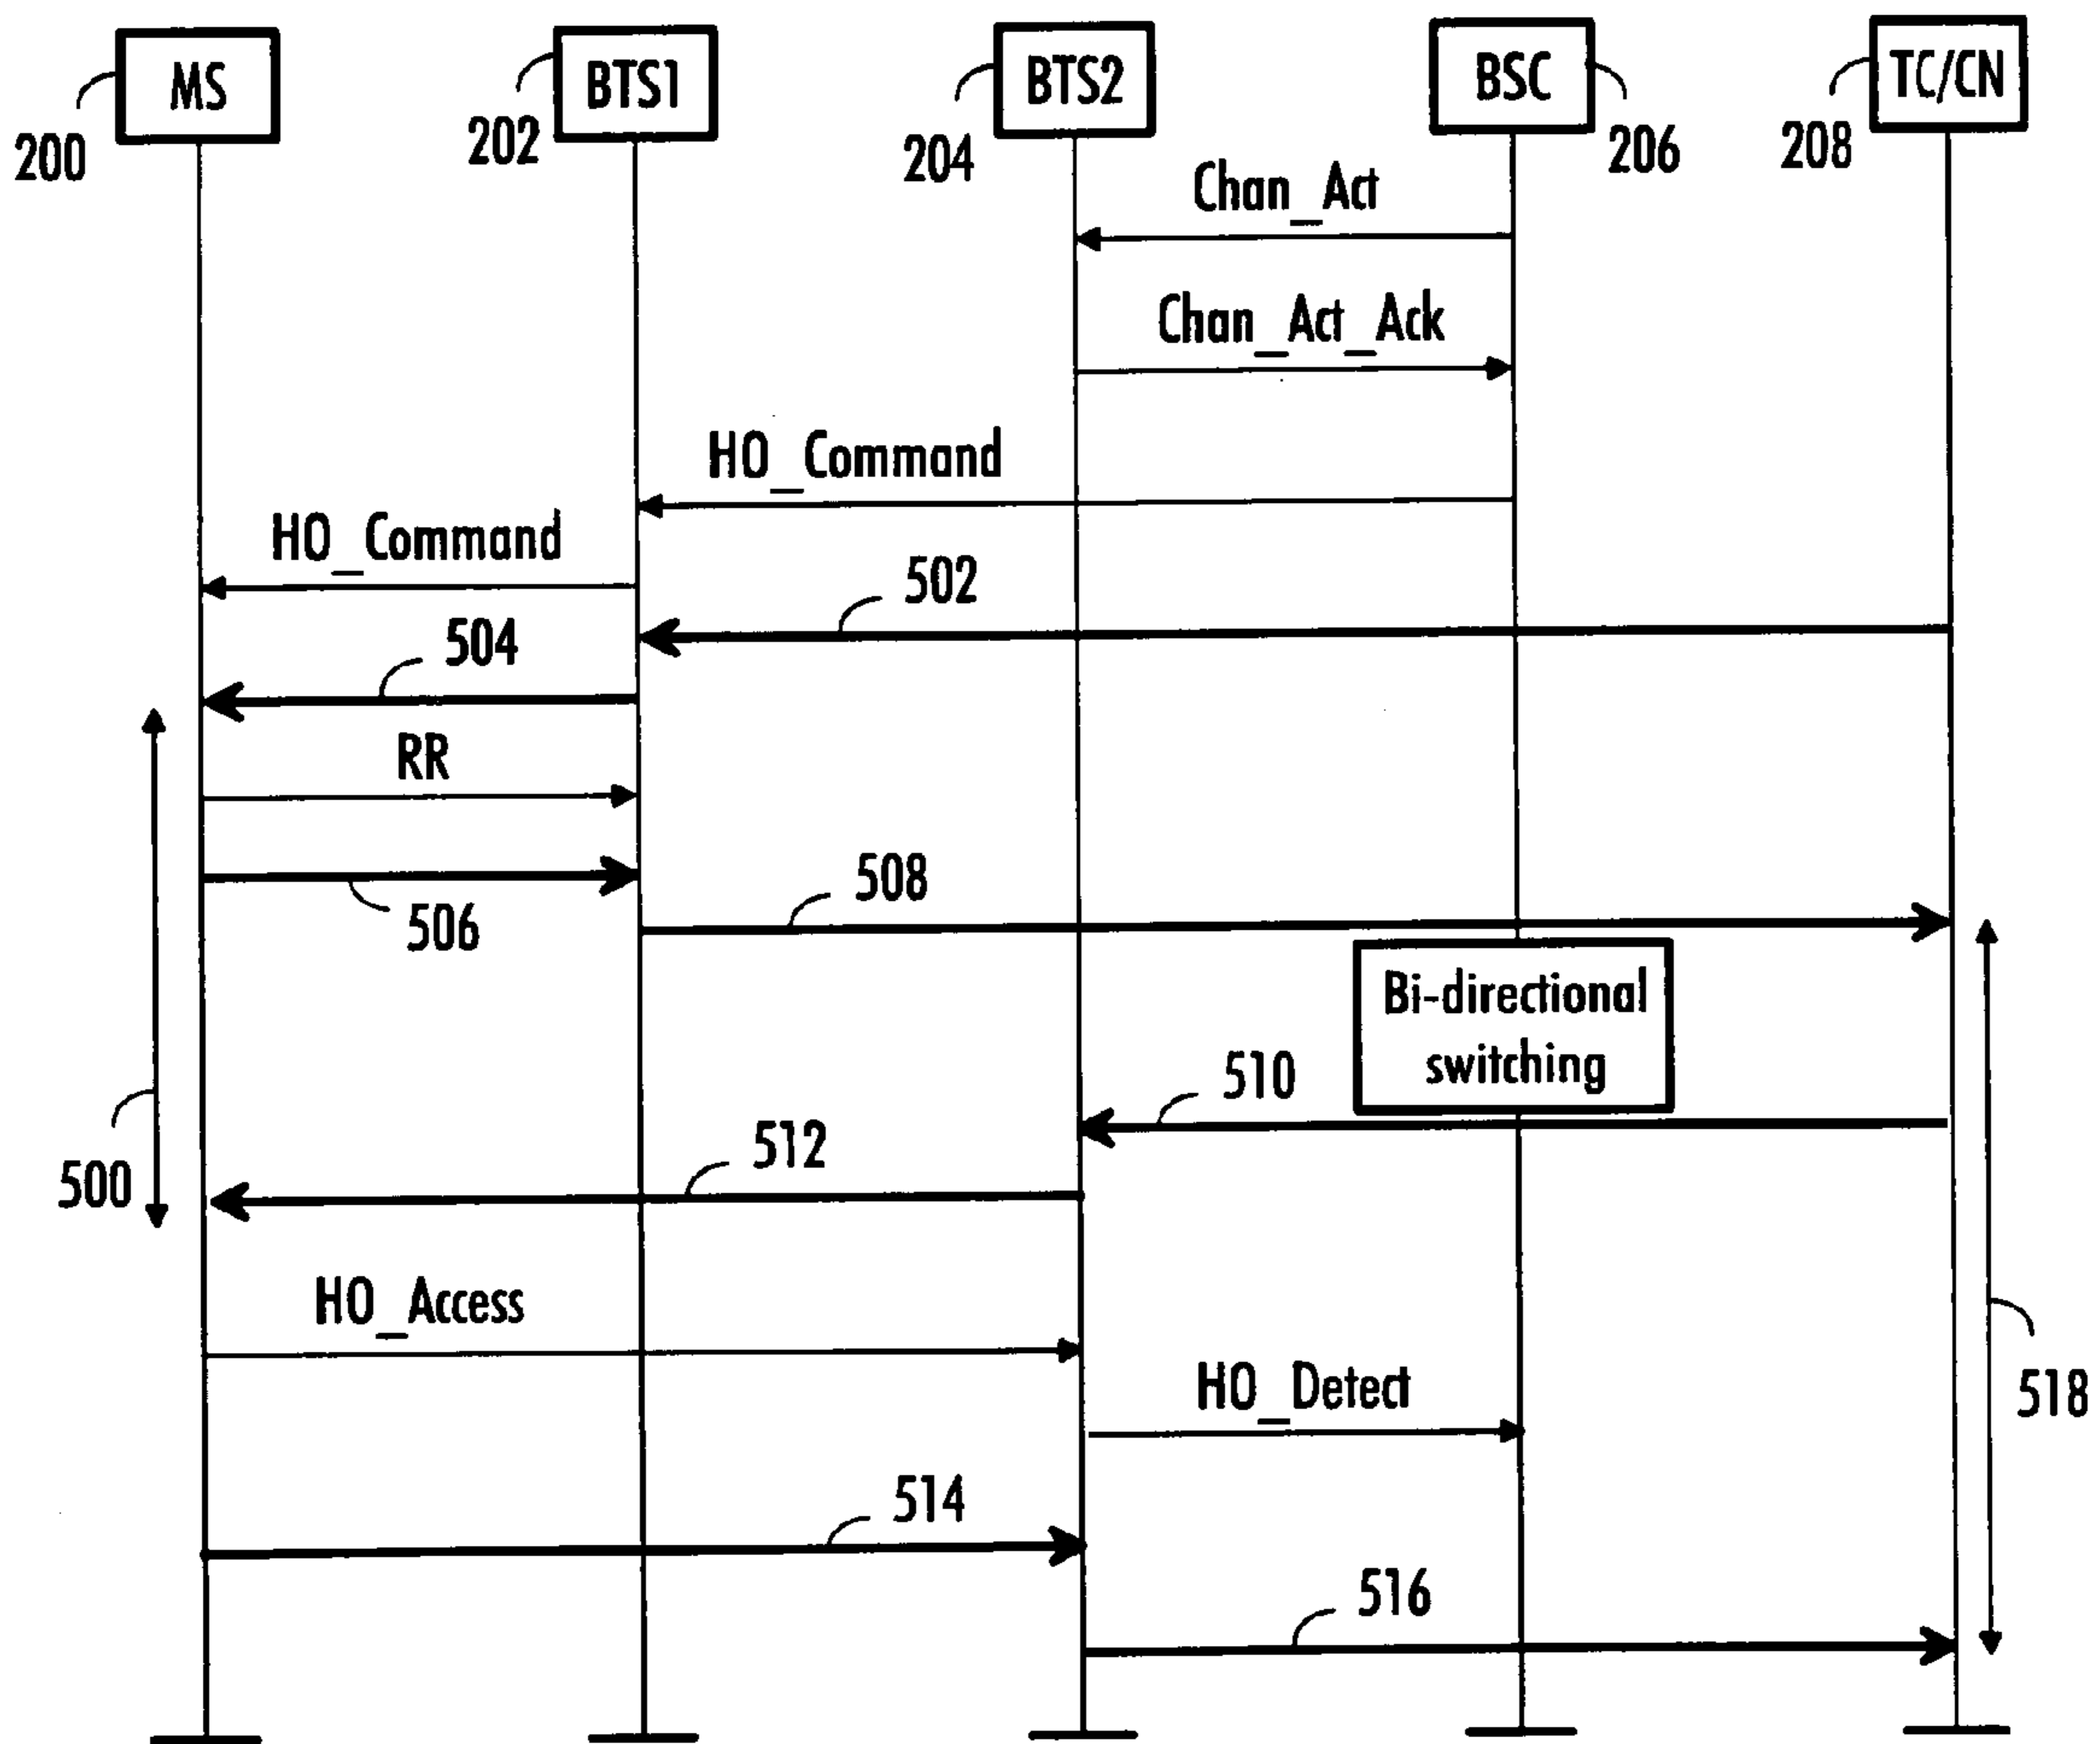 MS
BTS1
BTS2
BSC
TC/CN
200
202
204
206
208
Chan_Act
Chan_Act_Ack
HO_Command
HO_Command
502
504
RR
506
508
Bi-directional
switching
510
512
500
HO_Access
HO_Detect
518
514
516